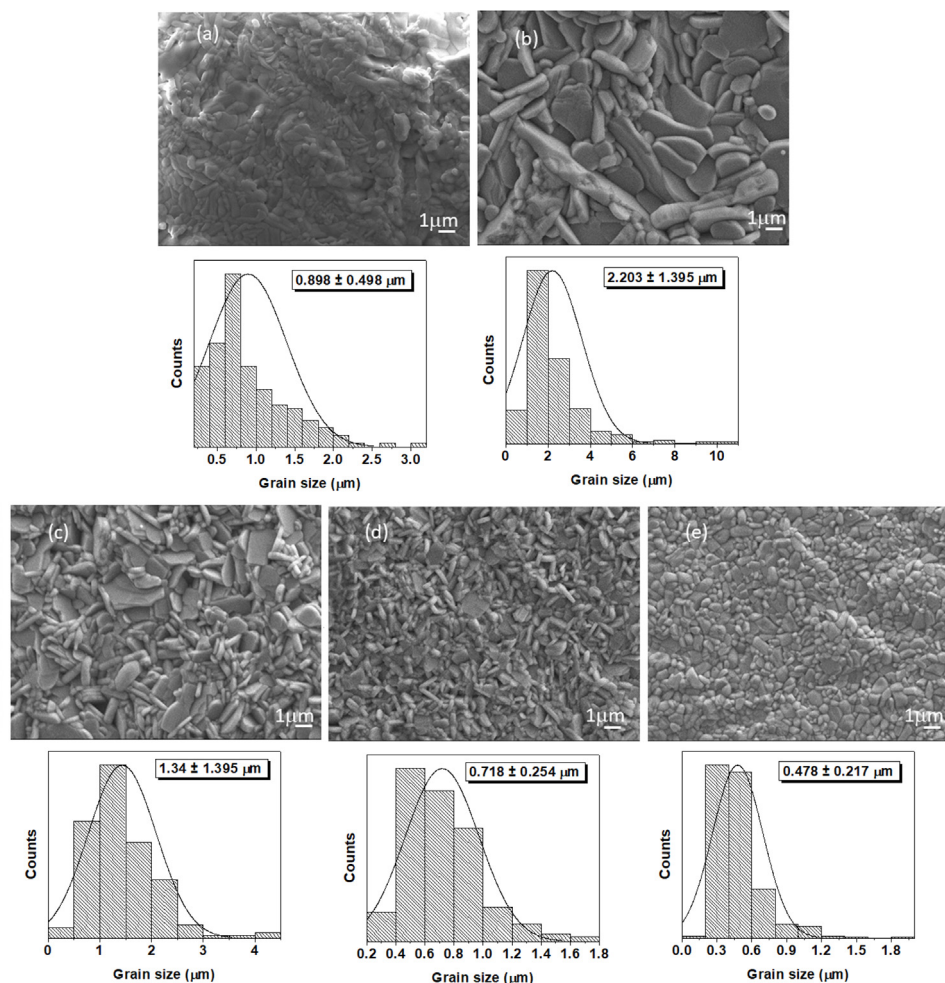 (a)
1μm
(b)
1μm
0.898 ± 0.498 μm
Counts
0.5 1.0 1.5 2.0 2.5 3.0
Grain size (μm)
2.203 ± 1.395 μm
Counts
0 2 4 6 8 10
Grain size (μm)
(c)
1μm
(d)
1μm
(e)
1μm
1.34 ± 1.395 μm
Counts
0 1 2 3 4
Grain size (μm)
0.718 ± 0.254 μm
Counts
0.2 0.4 0.6 0.8 1.0 1.2 1.4 1.6 1.8
Grain size (μm)
0.478 ± 0.217 μm
Counts
0.0 0.3 0.6 0.9 1.2 1.5 1.8
Grain size (μm)